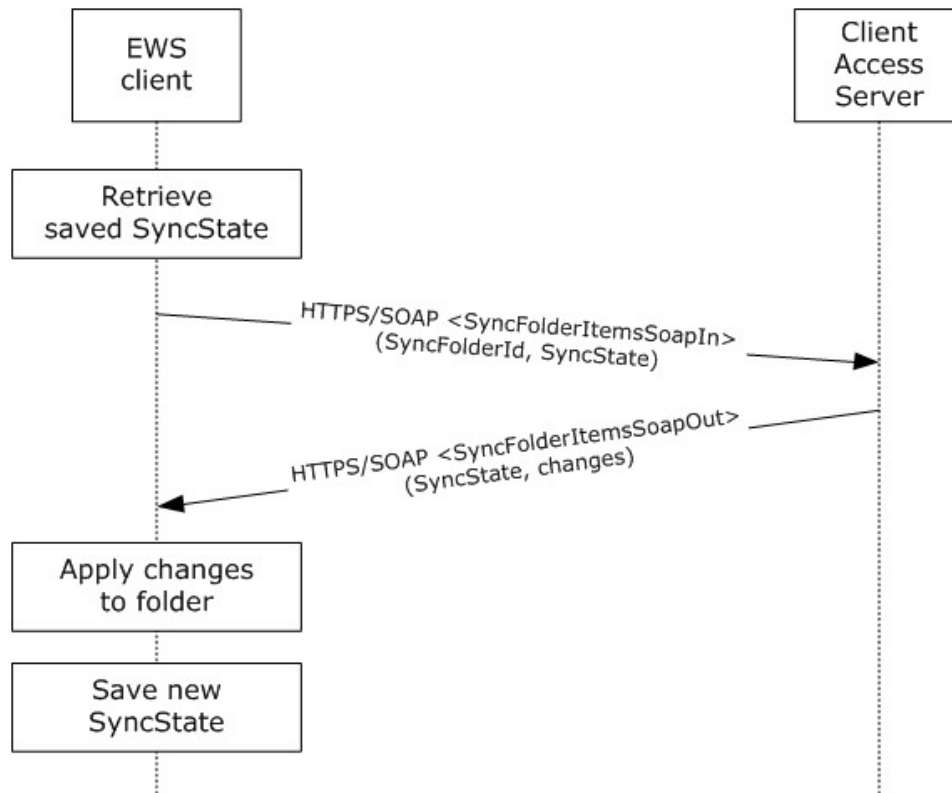 EWS
client
Client
Access
Server
Retrieve
saved SyncState
HTTPS/SOAP <SyncFolderItemsSoapIn>
(SyncFolderId, SyncState)
HTTPS/SOAP <SyncFolderItemsSoapOut>
(SyncState, changes)
Apply changes
to folder
Save new
SyncState